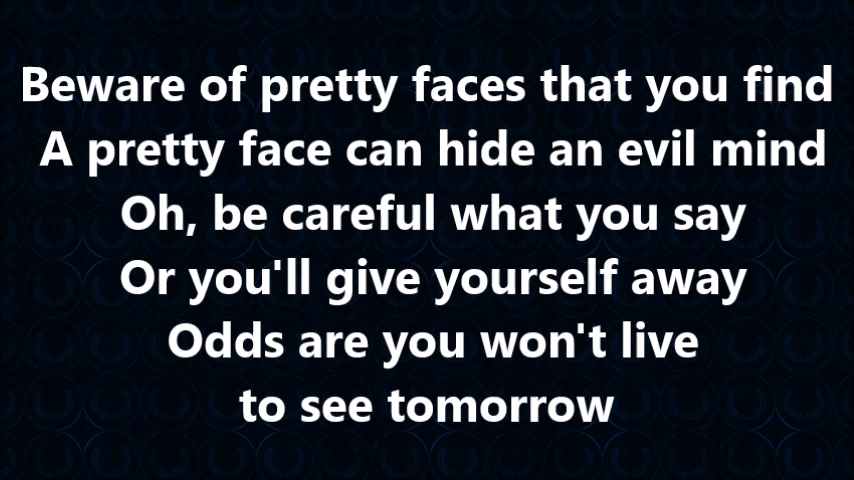 Beware of pretty faces that you find
A pretty face can hide an evil mind
Oh, be careful what you say
Or you'll give yourself away
Odds are you won't live
to see tomorrow